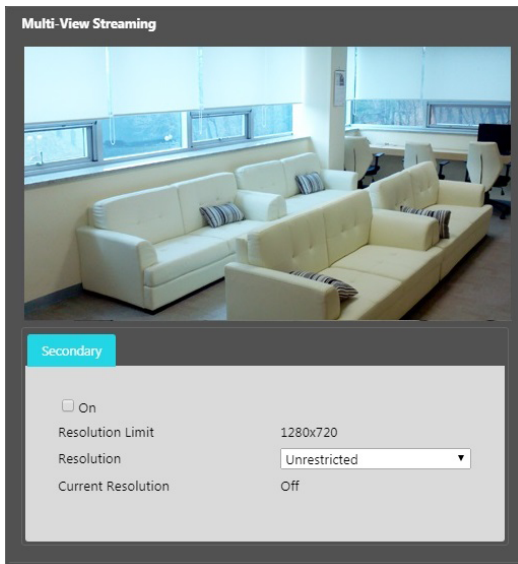 Multi-View Streaming
Secondary
On
Resolution Limit 1280x720
Resolution Unrestricted
Current Resolution Off